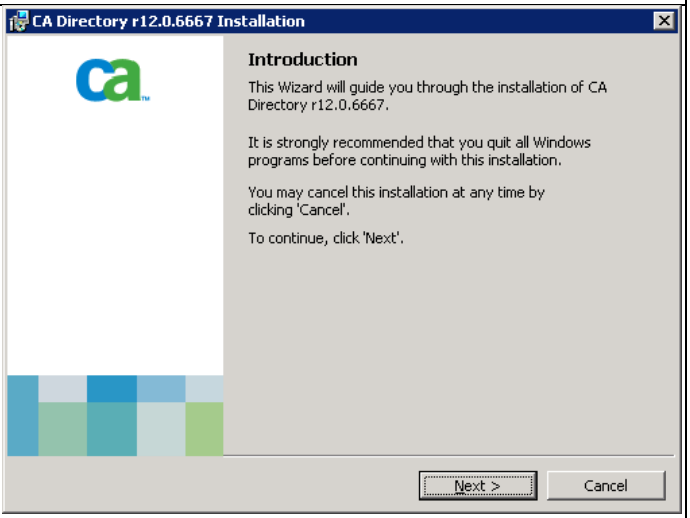 CA Directory r12.0.6667 Installation
ca™
Introduction
This Wizard will guide you through the installation of CA
Directory r12.0.6667.
It is strongly recommended that you quit all Windows
programs before continuing with this installation.
You may cancel this installation at any time by
clicking 'Cancel'.
To continue, click 'Next'.
Next >
Cancel